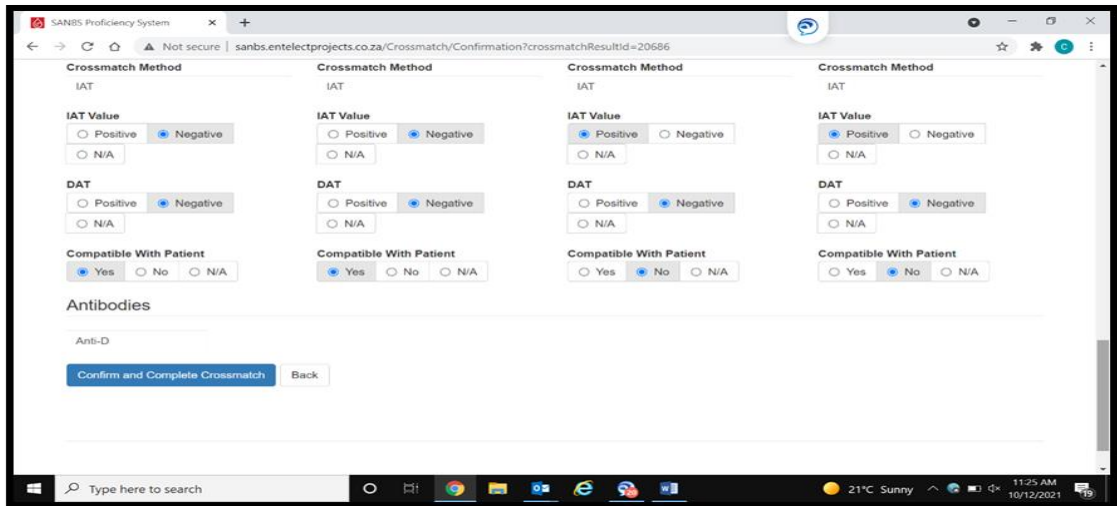 SANBS Proficiency System
Not secure | sanbs.entelectprojects.co.za/Crossmatch/Confirmation?crossmatchResultId=20686
C
Crossmatch Method Crossmatch Method Crossmatch Method Crossmatch Method
IAT IAT IAT IAT
IAT Value IAT Value IAT Value IAT Value
Positive Negative Positive Negative Positive Negative Positive Negative
N/A N/A N/A N/A
DAT DAT DAT DAT
Positive Negative Positive Negative Positive Negative Positive Negative
N/A N/A N/A N/A
Compatible With Patient Compatible With Patient Compatible With Patient Compatible With Patient
Yes No N/A Yes No N/A Yes No N/A Yes No N/A
Antibodies
Anti-D
Confirm and Complete Crossmatch Back
Type here to search 21°C Sunny 11:25 AM
10/12/2021
19